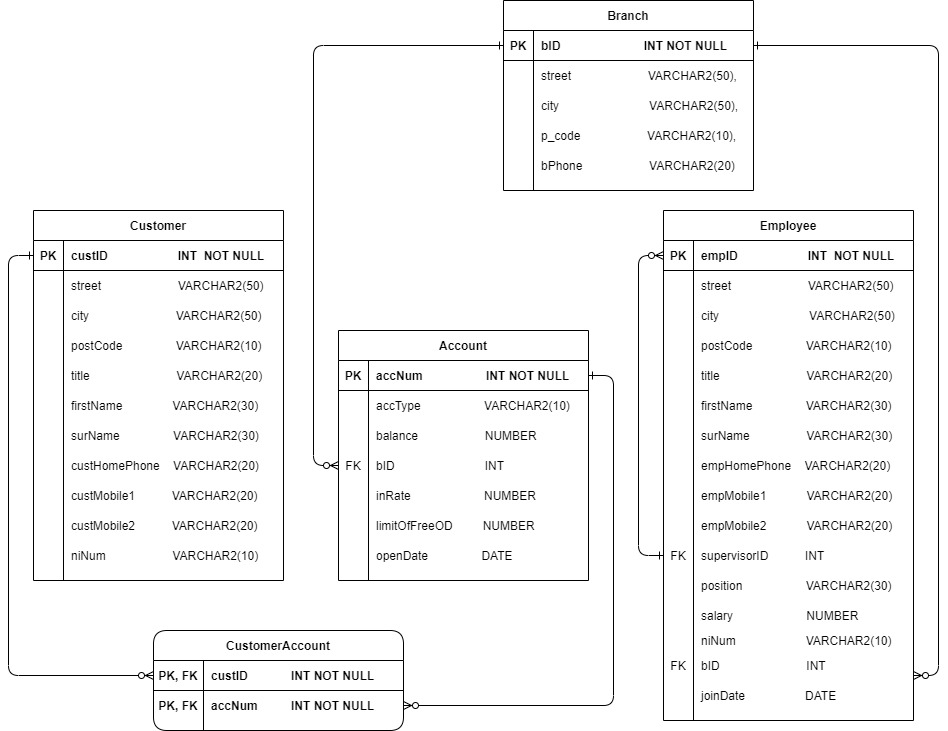 Branch
PK bID INT NOT NULL
street VARCHAR2(50),
city VARCHAR2(50),
p_code VARCHAR2(10),
bPhone VARCHAR2(20)
Customer
PK custID INT NOT NULL
street VARCHAR2(50)
city VARCHAR2(50)
postCode VARCHAR2(10)
title VARCHAR2(20)
firstName VARCHAR2(30)
surName VARCHAR2(30)
custHomePhone VARCHAR2(20)
custMobile1 VARCHAR2(20)
custMobile2 VARCHAR2(20)
niNum VARCHAR2(10)
Account
PK accNum INT NOT NULL
accType VARCHAR2(10)
balance NUMBER
FK bID INT
inRate NUMBER
limitOfFreeOD NUMBER
openDate DATE
Employee
PK empID INT NOT NULL
street VARCHAR2(50)
city VARCHAR2(50)
postCode VARCHAR2(10)
title VARCHAR2(20)
firstName VARCHAR2(30)
surName VARCHAR2(30)
empHomePhone VARCHAR2(20)
empMobile1 VARCHAR2(20)
empMobile2 VARCHAR2(20)
FK supervisorID INT
position VARCHAR2(30)
salary NUMBER
niNum VARCHAR2(10)
FK bID INT
joinDate DATE
CustomerAccount
PK, FK custID INT NOT NULL
PK, FK accNum INT NOT NULL